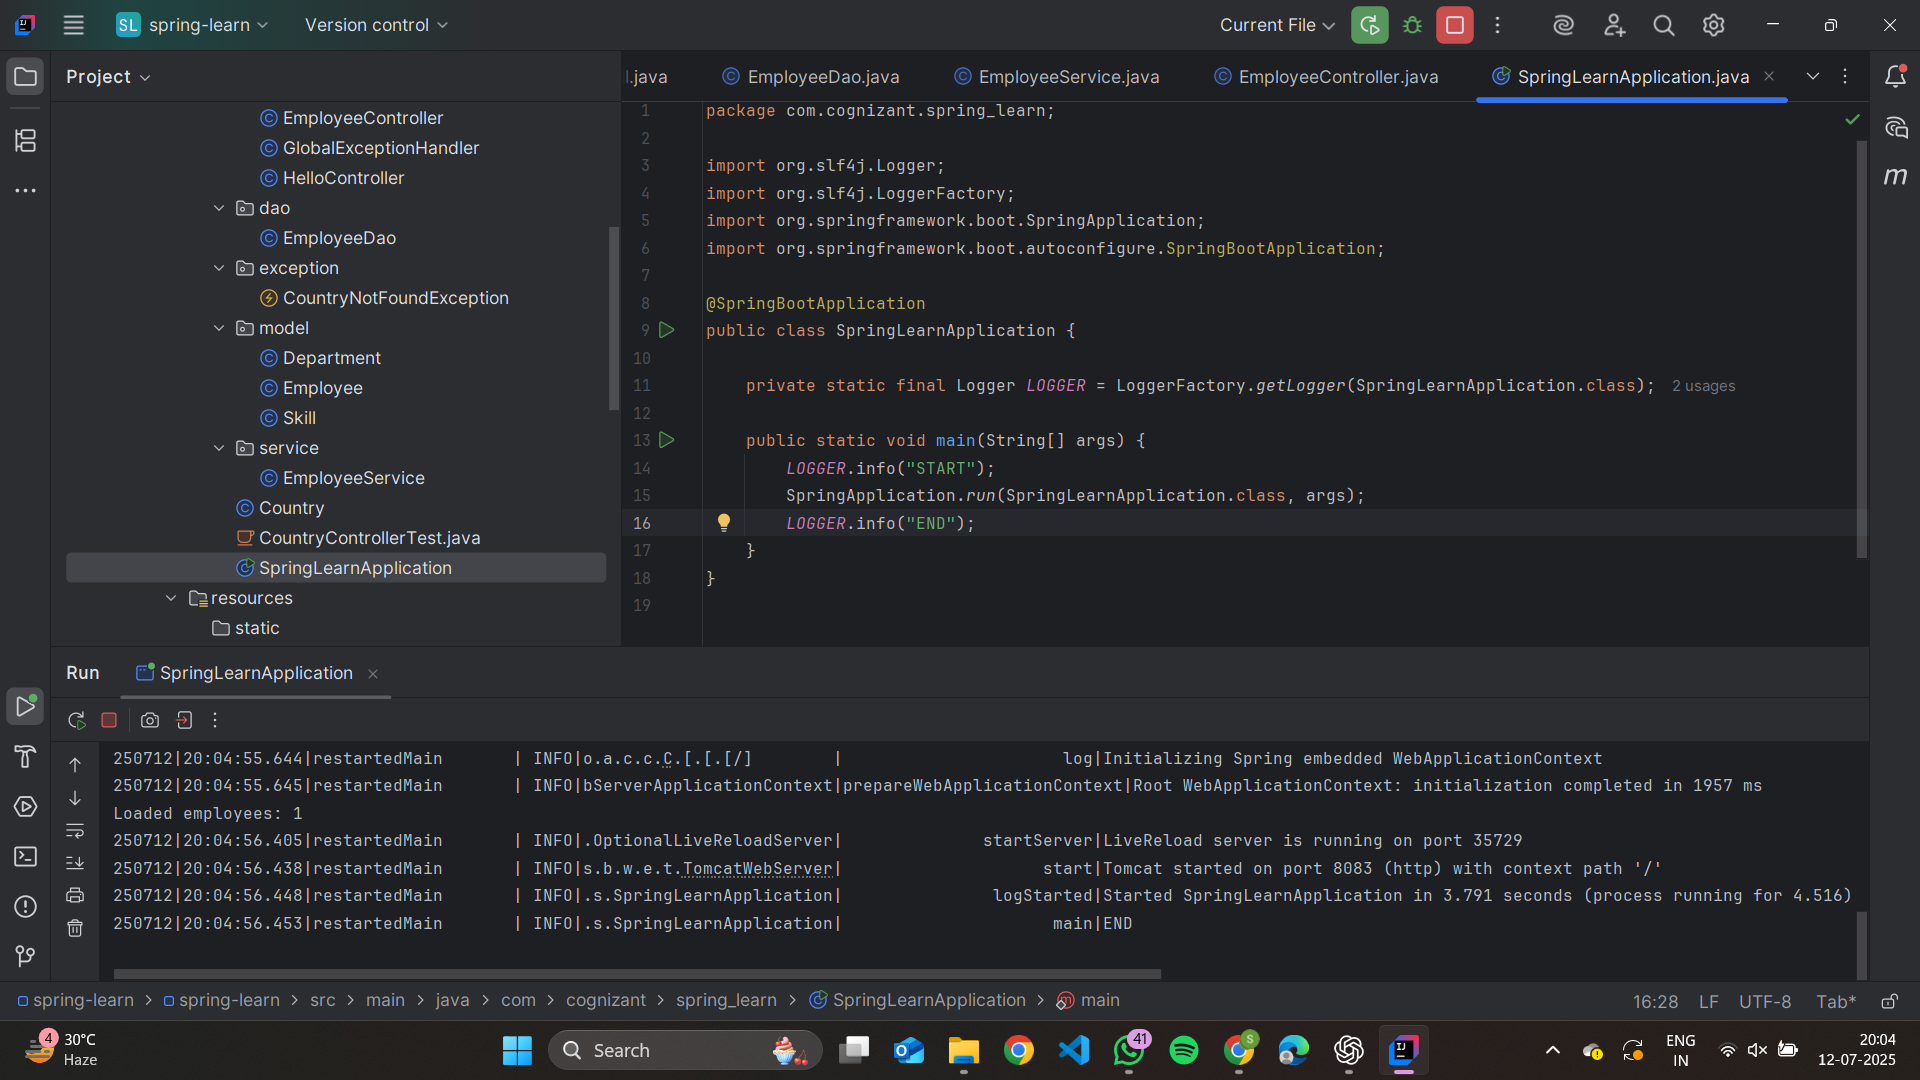 SL spring-learn Version control Current File
Project
EmployeeController
GlobalExceptionHandler
HelloController
dao
EmployeeDao
exception
CountryNotFoundException
model
Department
Employee
Skill
service
EmployeeService
Country
CountryControllerTest.java
SpringLearnApplication
resources
static
l.java EmployeeDao.java EmployeeService.java EmployeeController.java SpringLearnApplication.java
1 package com.cognizant.spring_learn;
2
3 import org.slf4j.Logger;
4 import org.slf4j.LoggerFactory;
5 import org.springframework.boot.SpringApplication;
6 import org.springframework.boot.autoconfigure.SpringBootApplication;
7
8 @SpringBootApplication
9 public class SpringLearnApplication {
10
11 private static final Logger LOGGER = LoggerFactory.getLogger(SpringLearnApplication.class); 2 usages
12
13 public static void main(String[] args) {
14 LOGGER.info("START");
15 SpringApplication.run(SpringLearnApplication.class, args);
16 LOGGER.info("END");
17 }
18 }
19
Run SpringLearnApplication
250712|20:04:55.644|restartedMain | INFO|o.a.c.c.C.[.[.[/] | log|Initializing Spring embedded WebApplicationContext
250712|20:04:55.645|restartedMain | INFO|bServerApplicationContext|prepareWebApplicationContext|Root WebApplicationContext: initialization completed in 1957 ms
Loaded employees: 1
250712|20:04:56.405|restartedMain | INFO|.OptionalLiveReloadServer| startServer|LiveReload server is running on port 35729
250712|20:04:56.438|restartedMain | INFO|s.b.w.e.t.TomcatWebServer| start|Tomcat started on port 8083 (http) with context path '/'
250712|20:04:56.448|restartedMain | INFO|.s.SpringLearnApplication| logStarted|Started SpringLearnApplication in 3.791 seconds (process running for 4.516)
250712|20:04:56.453|restartedMain | INFO|.s.SpringLearnApplication| main|END
spring-learn > spring-learn > src > main > java > com > cognizant > spring_learn > SpringLearnApplication > main
16:28 LF UTF-8 Tab*
4 30°C
Haze
Search
41
ENG
IN
20:04
12-07-2025